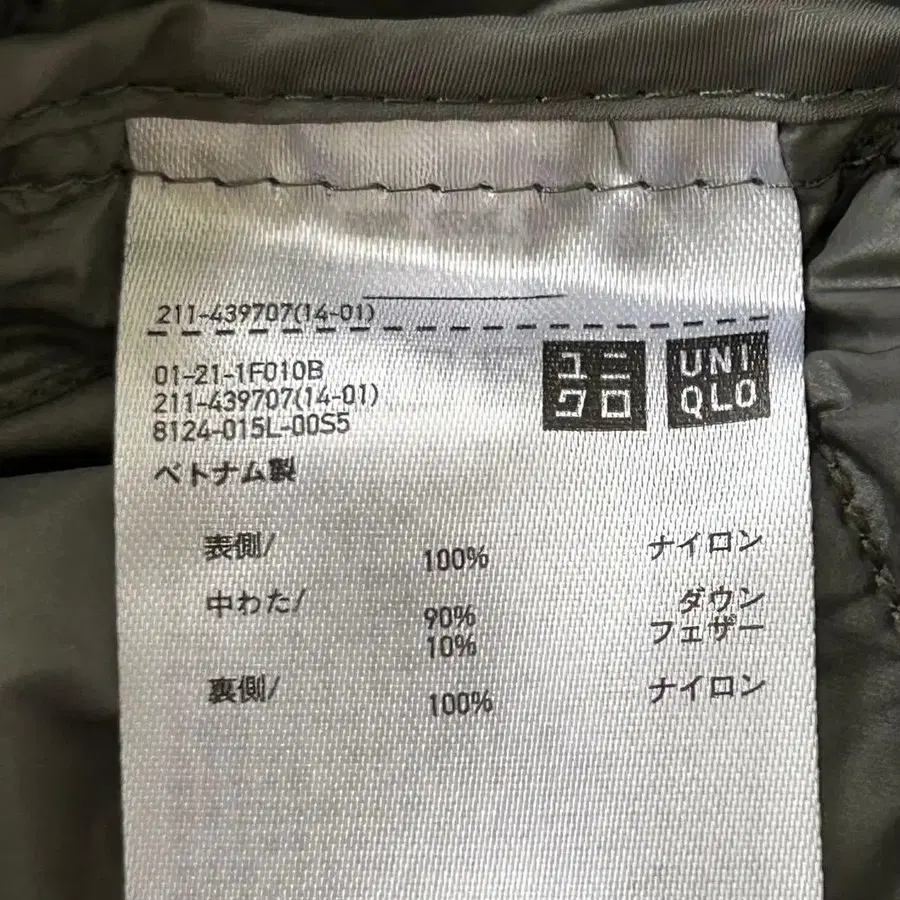 211-439707(14-01)
01-21-1F010B
211-439707(14-01)
8124-015L-00S5
ユニ
クロ
UNI
QLO
ベトナム製
表側/ 100% ナイロン
中わた/ 90% ダウン
10% フェザー
裏側/ 100% ナイロン